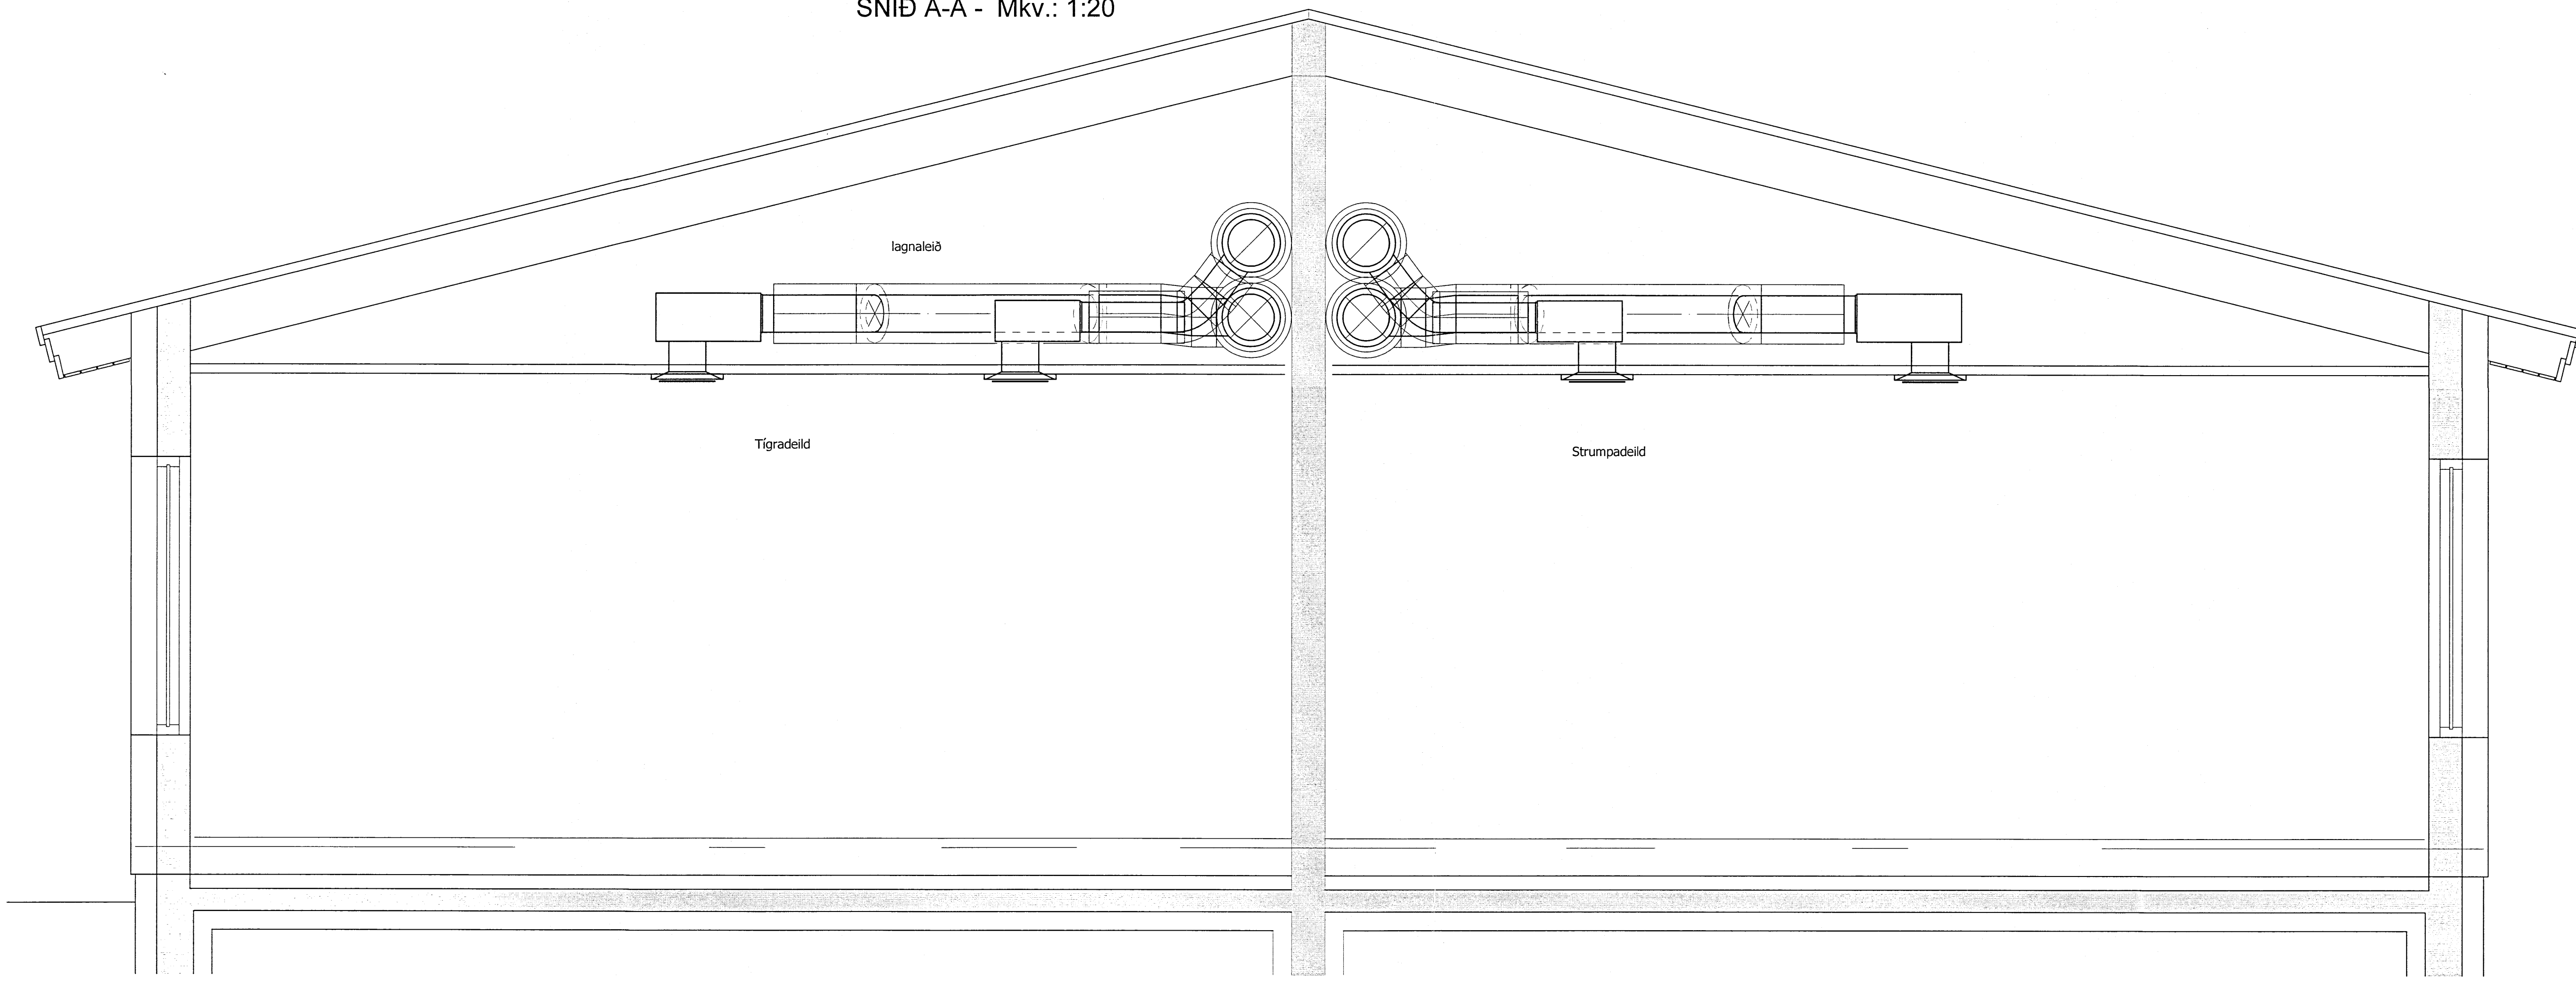 SNIÐ A-A - Mkv.: 1:20
lagnaleið
Tígradeild
Strumpadeild